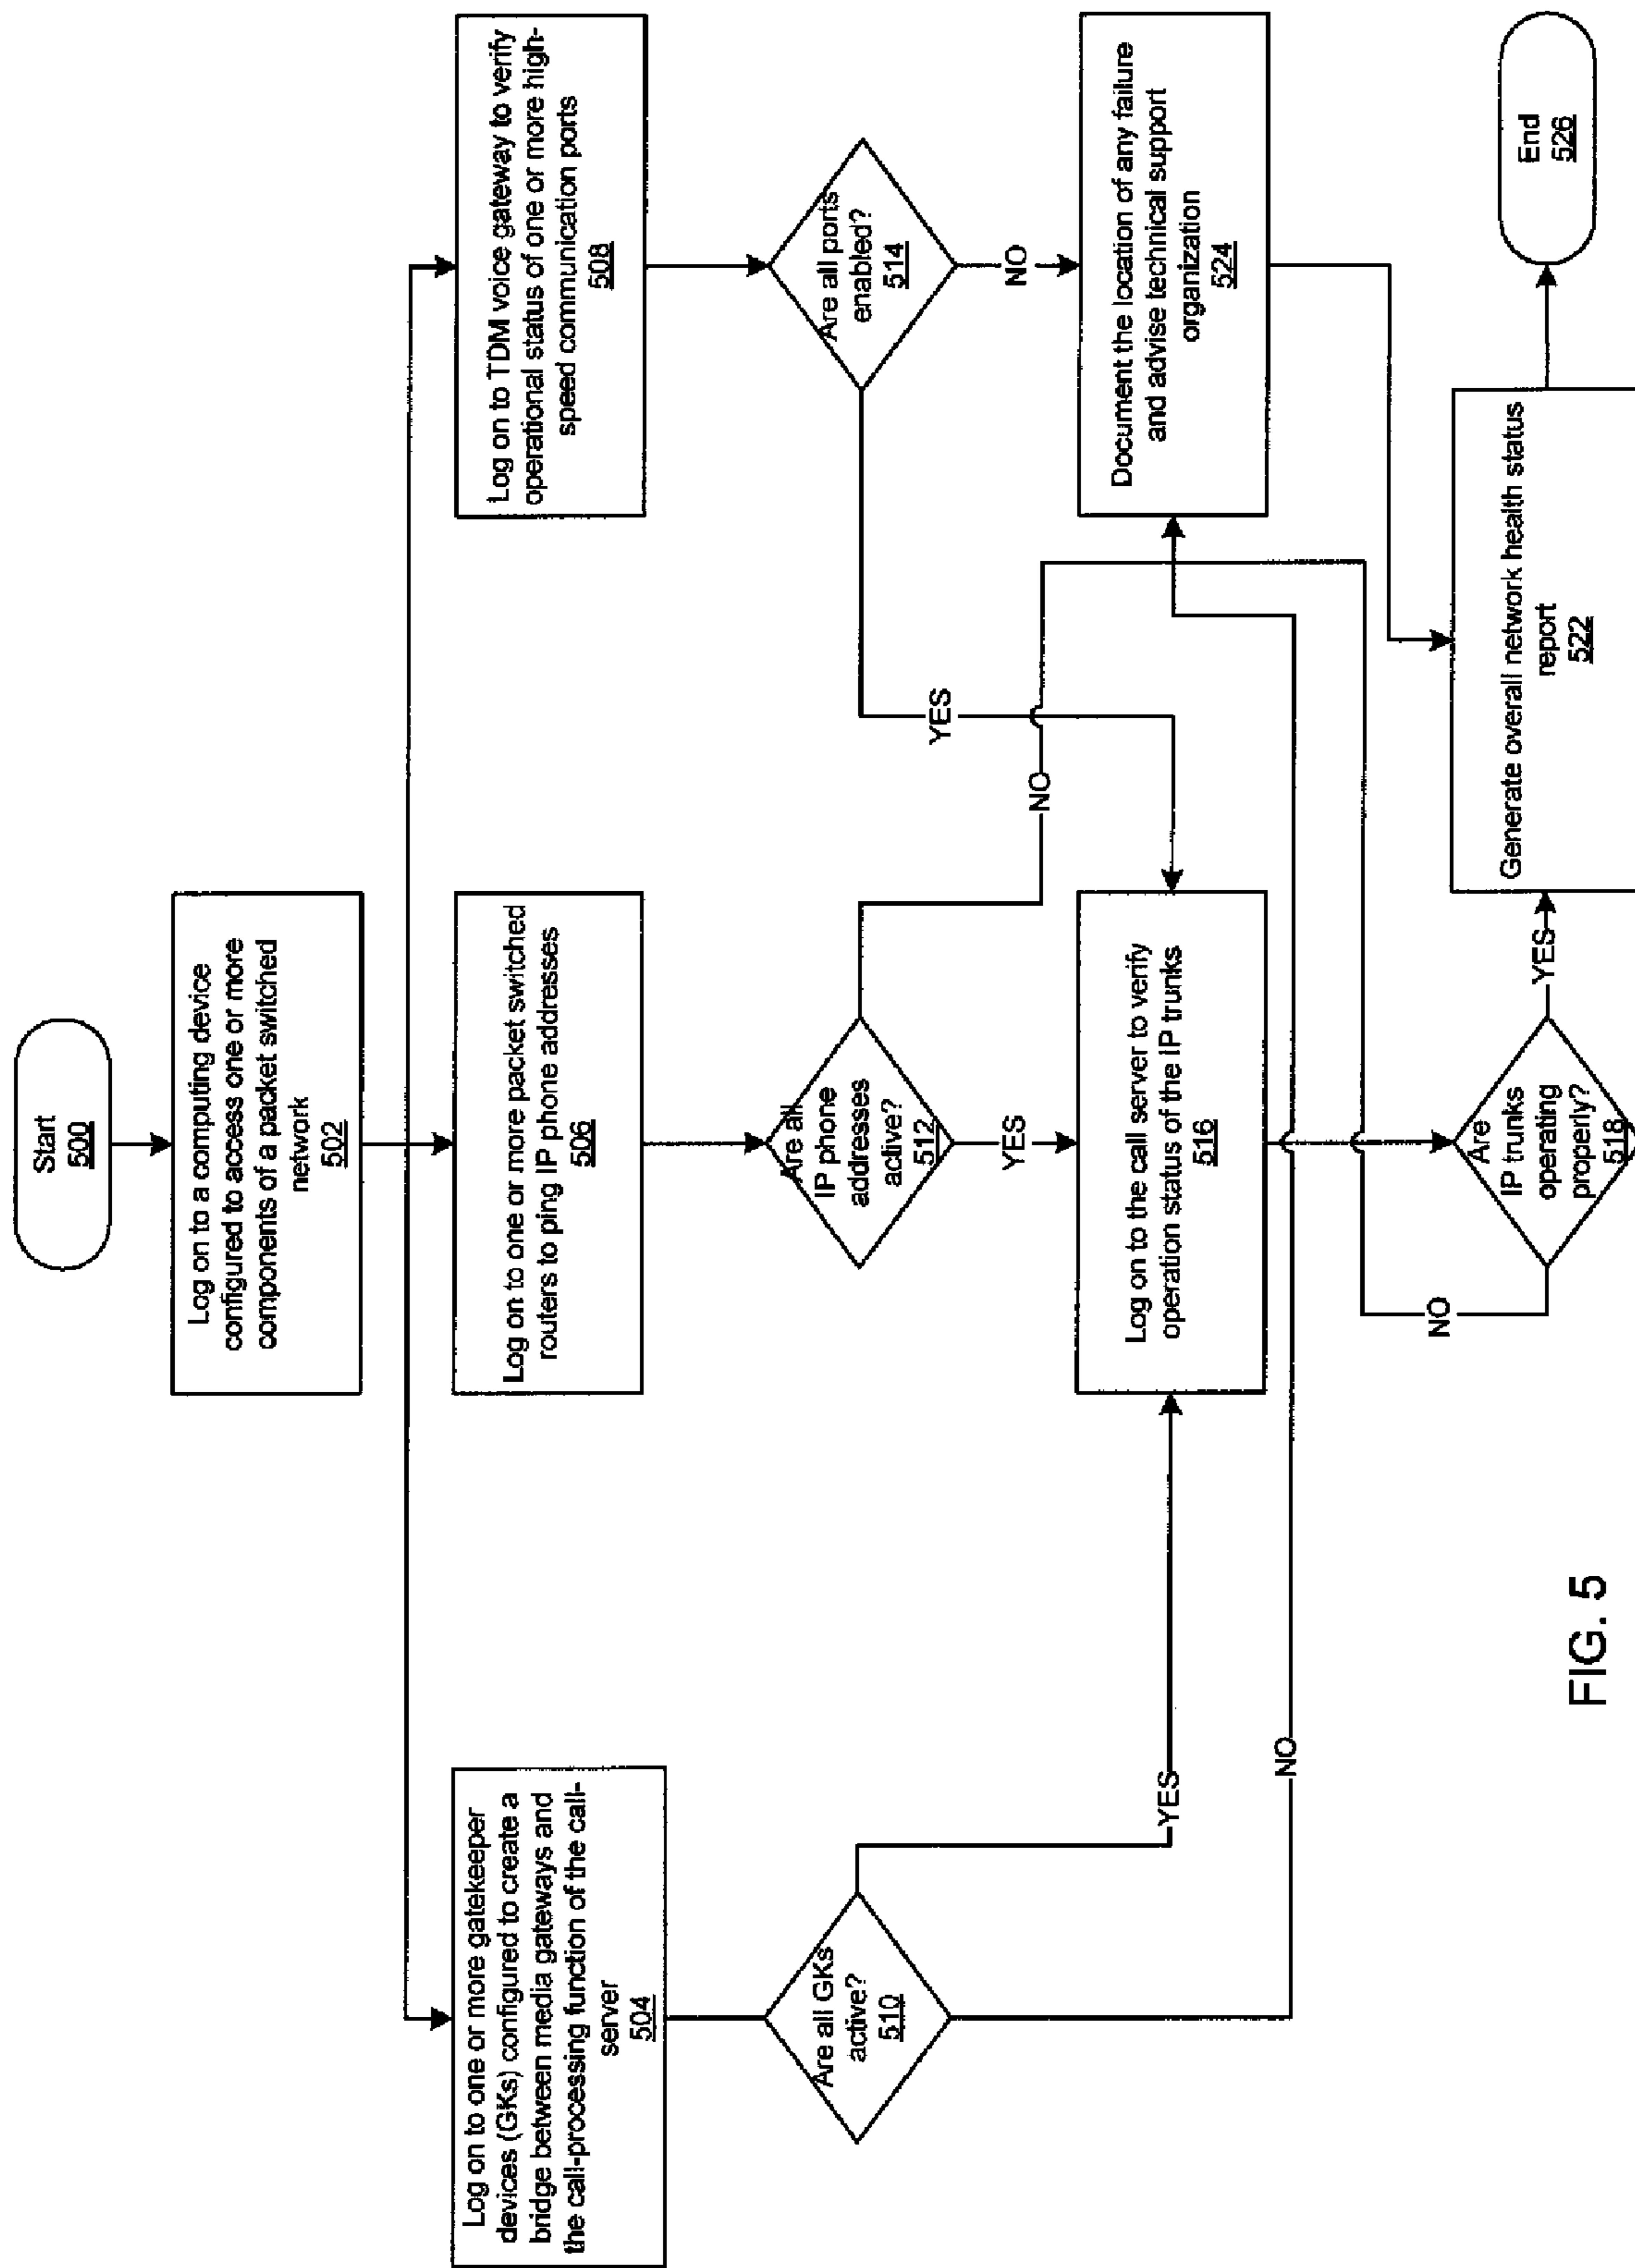 Start
500
Log on to a computing device
configured to access one or more
components of a packet switched
network
502
Log on to one or more gatekeeper
devices (GKs) configured to create a
bridge between media gateways and
the call-processing function of the call-
server
504
Log on to one or more packet switched
routers to ping IP phone addresses
506
Log on to TDM voice gateway to verify
operational status of one or more high-
speed communication ports
508
Are all GKs
active?
510
Are all
IP phone
addresses
active?
512
Are all ports
enabled?
514
YES
NO
YES
NO
YES
NO
Log on to the call server to verify
operation status of the IP trunks
516
Document the location of any failure
and advise technical support
organization
524
Are
IP trunks
operating
properly?
518
NO
YES
Generate overall network health status
report
522
End
526
FIG. 5